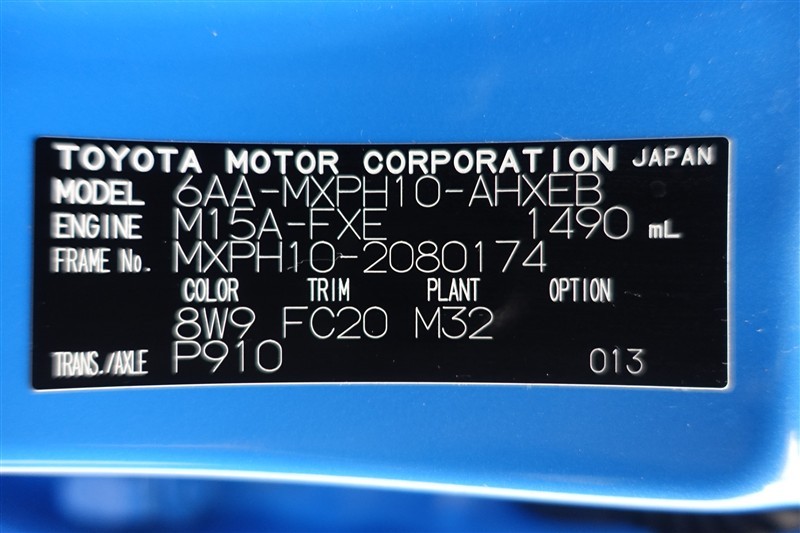 TOYOTA MOTOR CORPORATION JAPAN
MODEL 6AA-MXPH10-AHXEB
ENGINE M15A-FXE 1490 mL
FRAME No. MXPH10-2080174
COLOR TRIM PLANT OPTION
8W9 FC20 M32
TRANS./AXLE P910 013